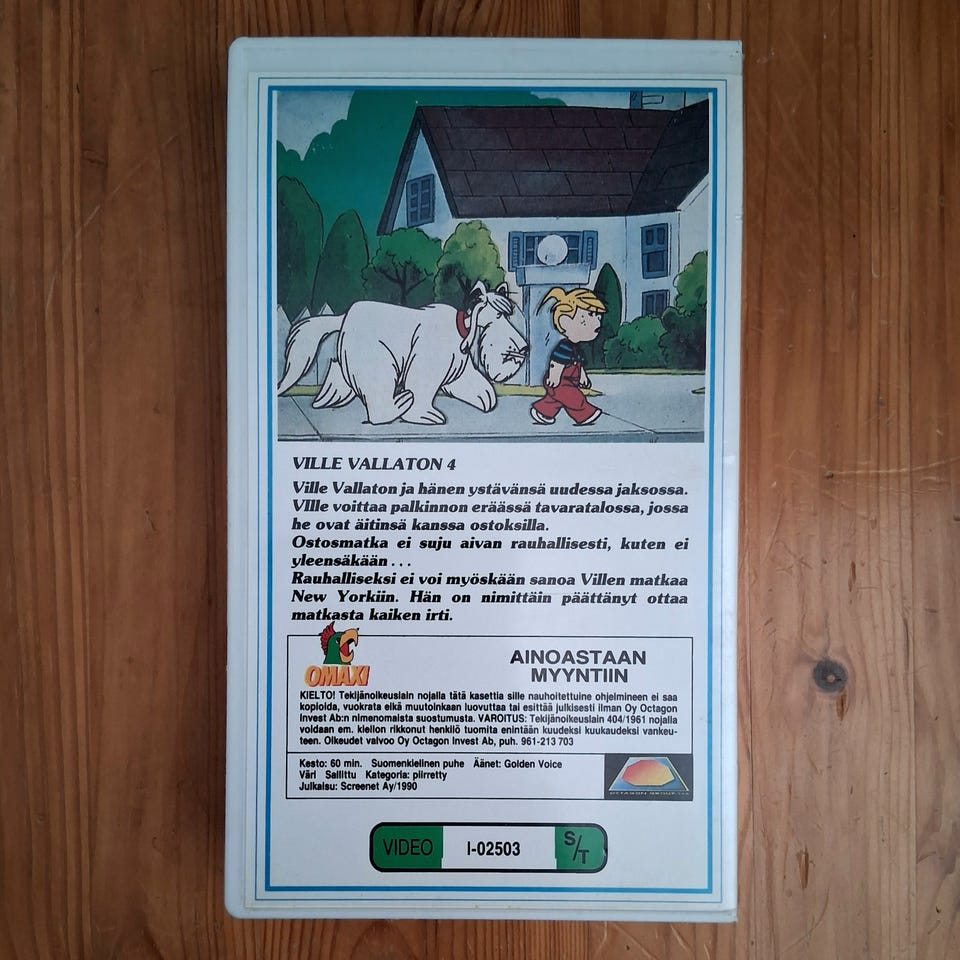 VILLE VALLATON 4
Ville Vallaton ja hänen ystävänsä uudessa jaksossa.
VIlle voittaa palkinnon eräässä tavaratalossa, jossa
he ovat äitinsä kanssa ostoksilla.
Ostosmatka ei suju aivan rauhallisesti, kuten ei
yleensäkään . . .
Rauhalliseksi ei voi myöskään sanoa Villen matkaa
New Yorkiin. Hän on nimittäin päättänyt ottaa
matkasta kaiken irti.
OMAXI
AINOASTAAN
MYYNTIIN
KIELTO! Tekijänoikeuslain nojalla tätä kasettia sille nauhoitettuine ohjelmineen ei saa
kopioida, vuokrata eikä muutoinkaan luovuttaa tai esittää julkisesti ilman Oy Octagon
Invest Ab:n nimenomaista suostumusta. VAROITUS: Tekijänoikeuslain 404/1961 nojalla
voidaan em. kiellon rikkonut henkilö tuomita enintään kuudeksi kuukaudeksi vankeu-
teen. Oikeudet valvoo Oy Octagon Invest Ab, puh. 961-213 703
Kesto: 60 min. Suomenkielinen puhe Äänet: Golden Voice
Väri Sallittu Kategoria: piirretty
Julkaisu: Screenet Ay/1990
VIDEO I-02503 S/T